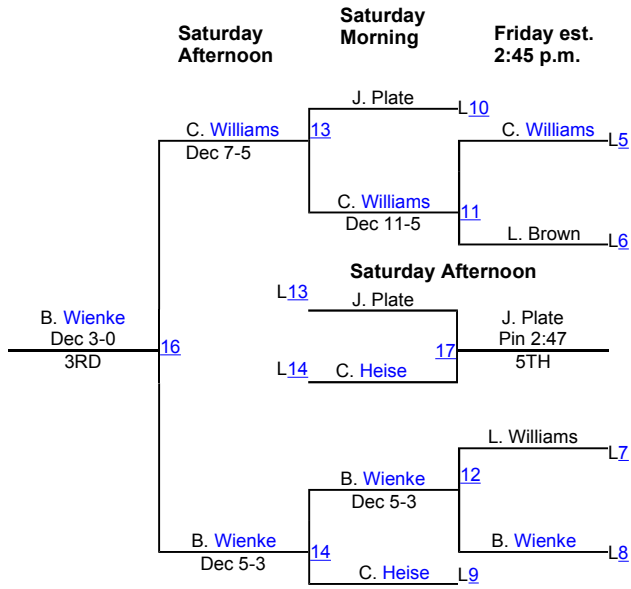 Saturday
Afternoon
Saturday
Morning
Friday est.
2:45 p.m.
J. Plate
L10
C. Williams
13
C. Williams
L5
Dec 7-5
C. Williams
11
Dec 11-5
L. Brown
L6
Saturday Afternoon
L13
J. Plate
B. Wienke
J. Plate
Dec 3-0
16
17
Pin 2:47
3RD
L14
C. Heise
5TH
L. Williams
L7
B. Wienke
12
Dec 5-3
B. Wienke
14
B. Wienke
L8
Dec 5-3
C. Heise
L9